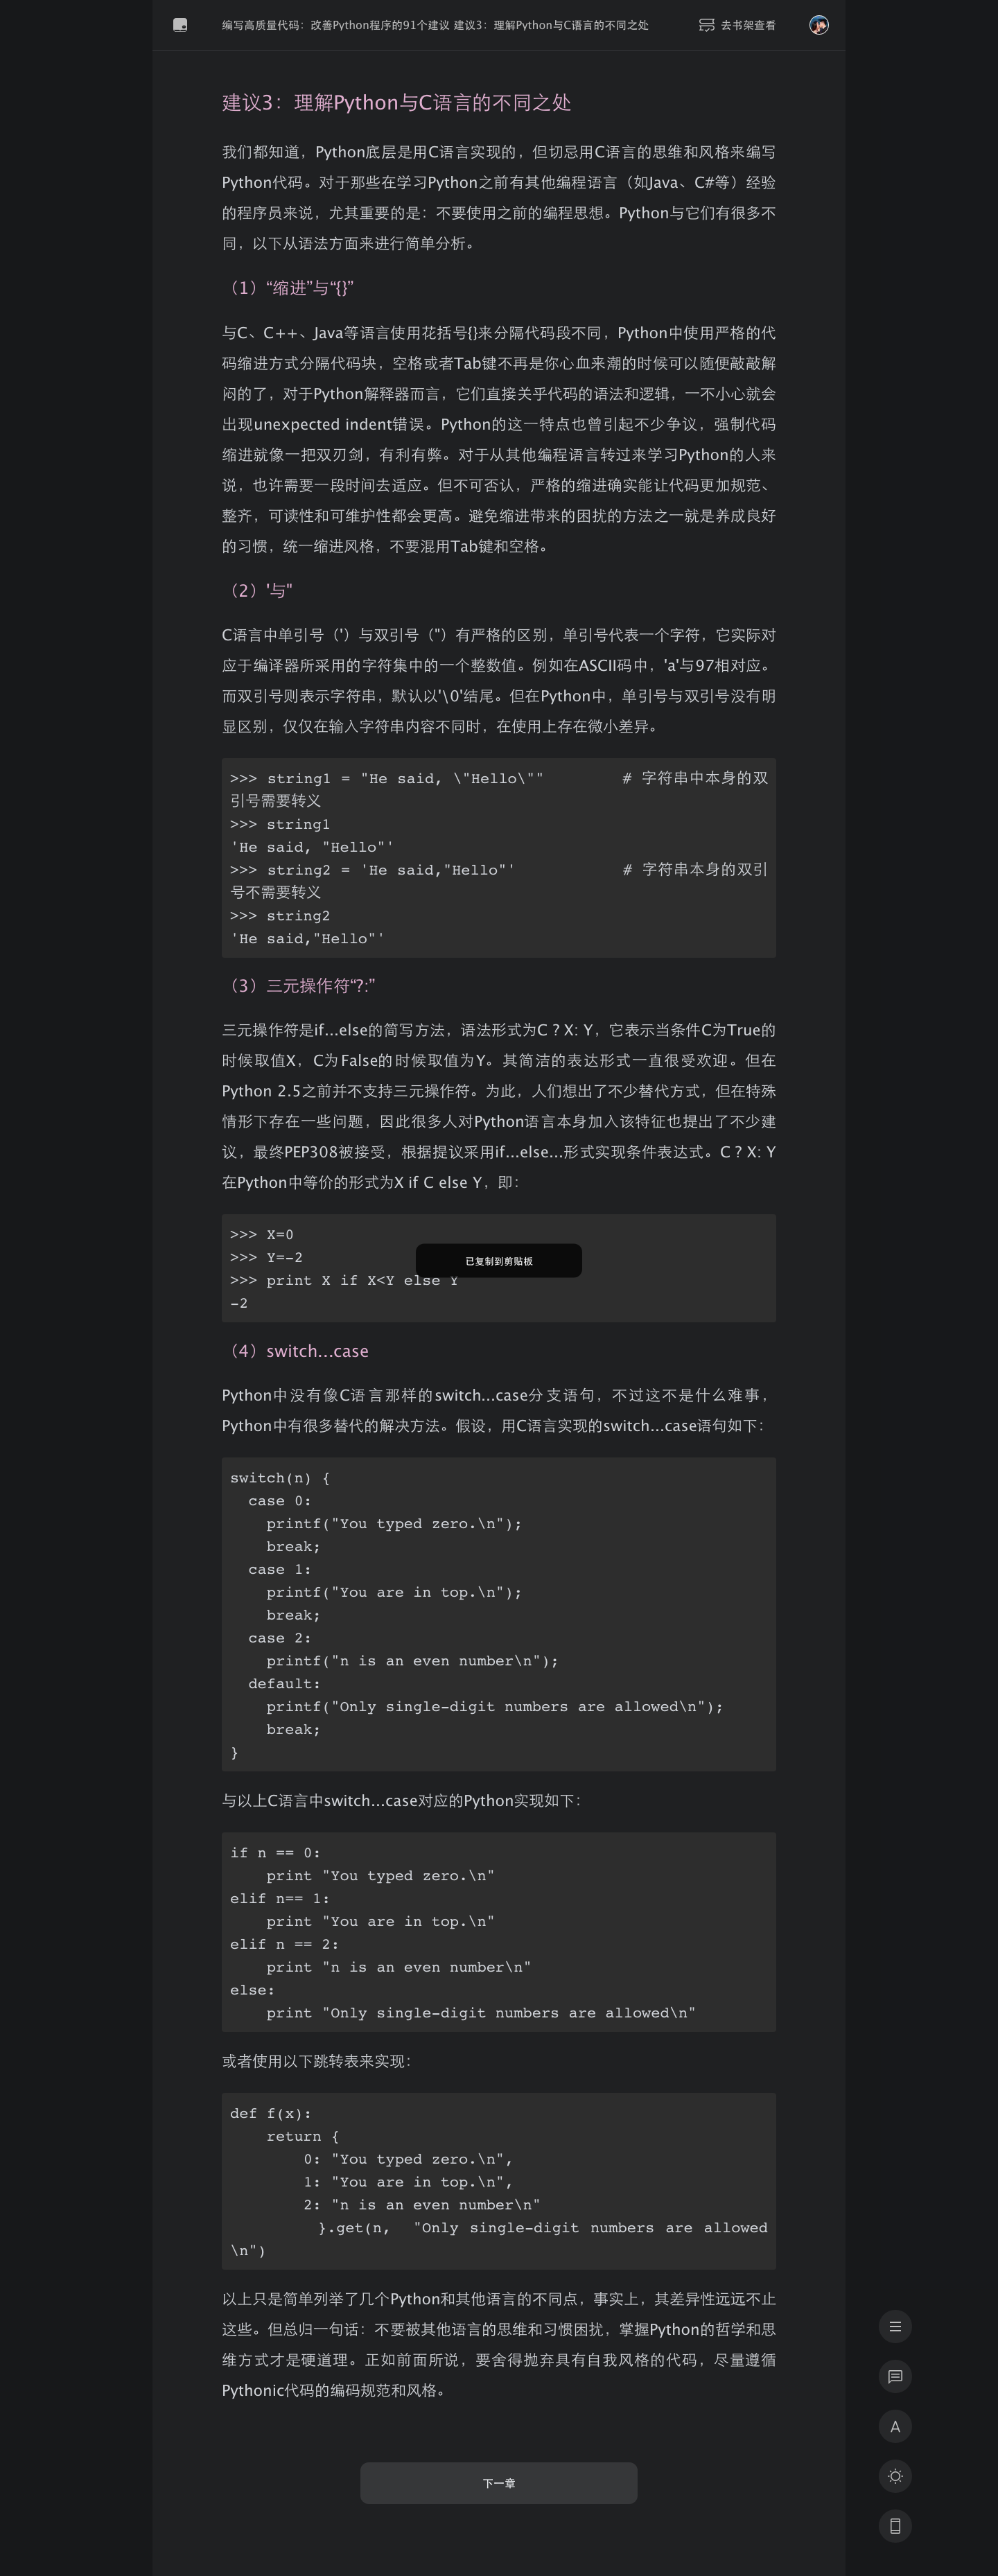 编写高质量代码：改善Python程序的91个建议 建议3：理解Python与C语言的不同之处
去书架查看
建议3：理解Python与C语言的不同之处
我们都知道，Python底层是用C语言实现的，但切忌用C语言的思维和风格来编写
Python代码。对于那些在学习Python之前有其他编程语言（如Java、C#等）经验
的程序员来说，尤其重要的是：不要使用之前的编程思想。Python与它们有很多不
同，以下从语法方面来进行简单分析。
（1）“缩进”与“{}”
与C、C++、Java等语言使用花括号{}来分隔代码段不同，Python中使用严格的代
码缩进方式分隔代码块，空格或者Tab键不再是你心血来潮的时候可以随便敲敲解
闷的了，对于Python解释器而言，它们直接关乎代码的语法和逻辑，一不小心就会
出现unexpected indent错误。Python的这一特点也曾引起不少争议，强制代码
缩进就像一把双刃剑，有利有弊。对于从其他编程语言转过来学习Python的人来
说，也许需要一段时间去适应。但不可否认，严格的缩进确实能让代码更加规范、
整齐，可读性和可维护性都会更高。避免缩进带来的困扰的方法之一就是养成良好
的习惯，统一缩进风格，不要混用Tab键和空格。
（2）'与"
C语言中单引号（'）与双引号（"）有严格的区别，单引号代表一个字符，它实际对
应于编译器所采用的字符集中的一个整数值。例如在ASCII码中，'a'与97相对应。
而双引号则表示字符串，默认以'\0'结尾。但在Python中，单引号与双引号没有明
显区别，仅仅在输入字符串内容不同时，在使用上存在微小差异。
>>> string1 = "He said, \"Hello\""        # 字符串中本身的双
引号需要转义
>>> string1
'He said, "Hello"'
>>> string2 = 'He said,"Hello"'           # 字符串本身的双引
号不需要转义
>>> string2
'He said,"Hello"'
（3）三元操作符“?:”
三元操作符是if...else的简写方法，语法形式为C ? X: Y，它表示当条件C为True的
时候取值X，C为False的时候取值为Y。其简洁的表达形式一直很受欢迎。但在
Python 2.5之前并不支持三元操作符。为此，人们想出了不少替代方式，但在特殊
情形下存在一些问题，因此很多人对Python语言本身加入该特征也提出了不少建
议，最终PEP308被接受，根据提议采用if...else...形式实现条件表达式。C ? X: Y
在Python中等价的形式为X if C else Y，即：
>>> X=0
>>> Y=-2
已复制到剪贴板
>>> print X if X<Y else Y
-2
（4）switch...case
Python中没有像C语言那样的switch...case分支语句，不过这不是什么难事，
Python中有很多替代的解决方法。假设，用C语言实现的switch...case语句如下：
switch(n) {
  case 0:
    printf("You typed zero.\n");
    break;
  case 1:
    printf("You are in top.\n");
    break;
  case 2:
    printf("n is an even number\n");
  default:
    printf("Only single-digit numbers are allowed\n");
    break;
}
与以上C语言中switch...case对应的Python实现如下：
if n == 0:
    print "You typed zero.\n"
elif n== 1:
    print "You are in top.\n"
elif n == 2:
    print "n is an even number\n"
else:
    print "Only single-digit numbers are allowed\n"
或者使用以下跳转表来实现：
def f(x):
    return {
        0: "You typed zero.\n",
        1: "You are in top.\n",
        2: "n is an even number\n"
          }.get(n,  "Only single-digit numbers are allowed
\n")
以上只是简单列举了几个Python和其他语言的不同点，事实上，其差异性远远不止
这些。但总归一句话：不要被其他语言的思维和习惯困扰，掌握Python的哲学和思
维方式才是硬道理。正如前面所说，要舍得抛弃具有自我风格的代码，尽量遵循
Pythonic代码的编码规范和风格。
A
下一章